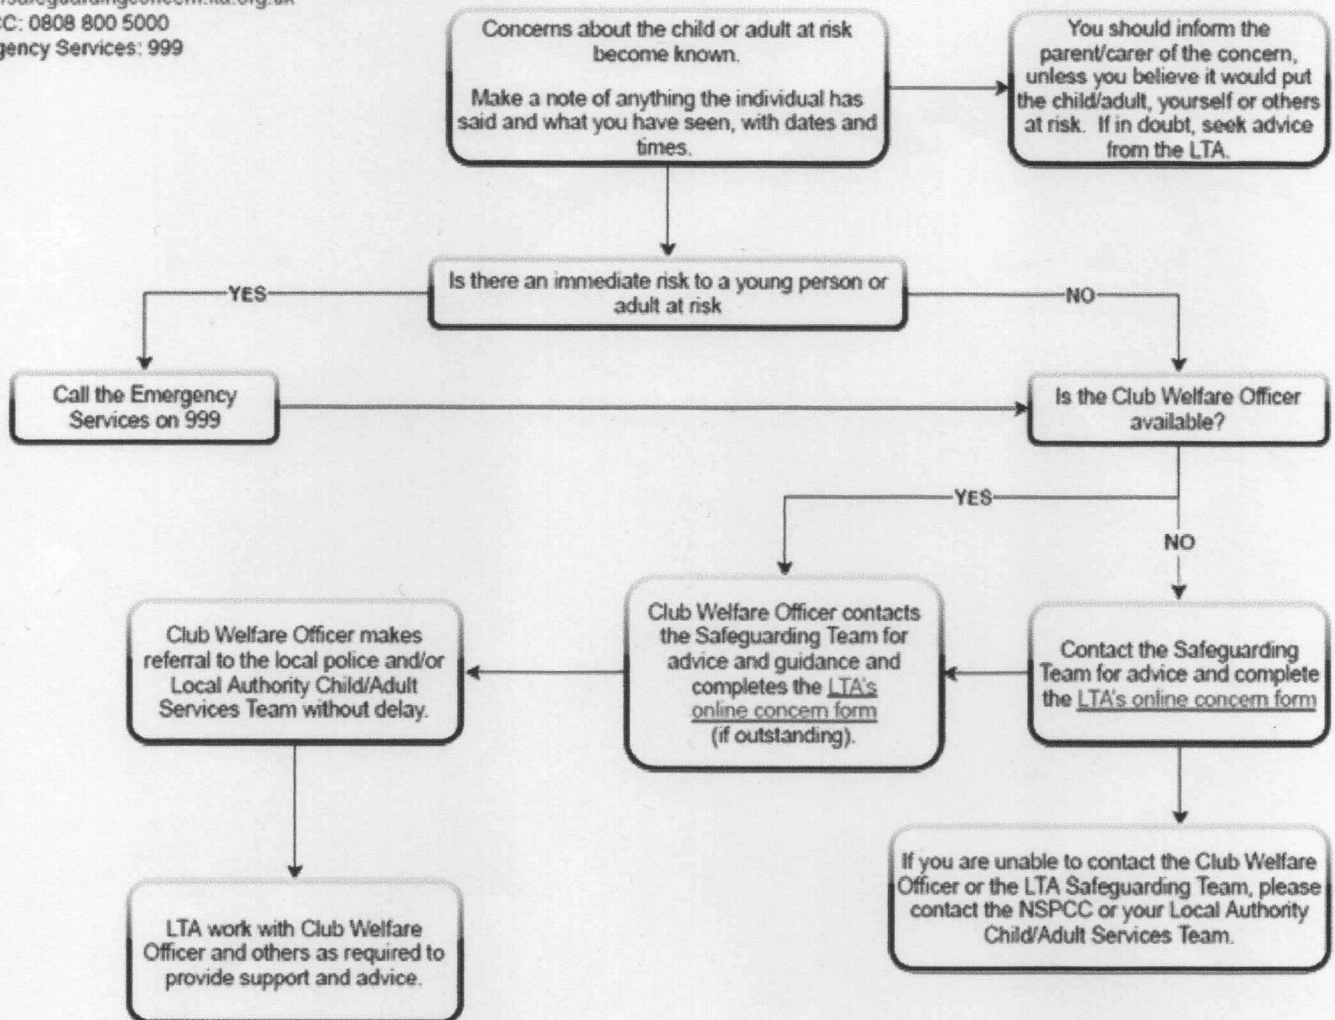 CC: 0808 800 5000
Services: 999
Concerns about the child or adult at risk
become known.
Make a note of anything the individual has
said and what you have seen, with dates and
times.
You should inform the
parent/carer of the concern,
unless you believe it would put
the child/adult, yourself or others
at risk. If in doubt, seek advice
from the LTA.
Is there an immediate risk to a young person or
adult at risk
YES
NO
Call the Emergency
Services on 999
Is the Club Welfare Officer
available?
YES
NO
Club Welfare Officer makes
referral to the local police and/or
Local Authority Child/Adult
Services Team without delay.
Club Welfare Officer contacts
the Safeguarding Team for
advice and guidance and
completes the LTA's
online concern form
(if outstanding).
Contact the Safeguarding
Team for advice and complete
the LTA's online concern form
LTA work with Club Welfare
Officer and others as required to
provide support and advice.
If you are unable to contact the Club Welfare
Officer or the LTA Safeguarding Team, please
contact the NSPCC or your Local Authority
Child/Adult Services Team.